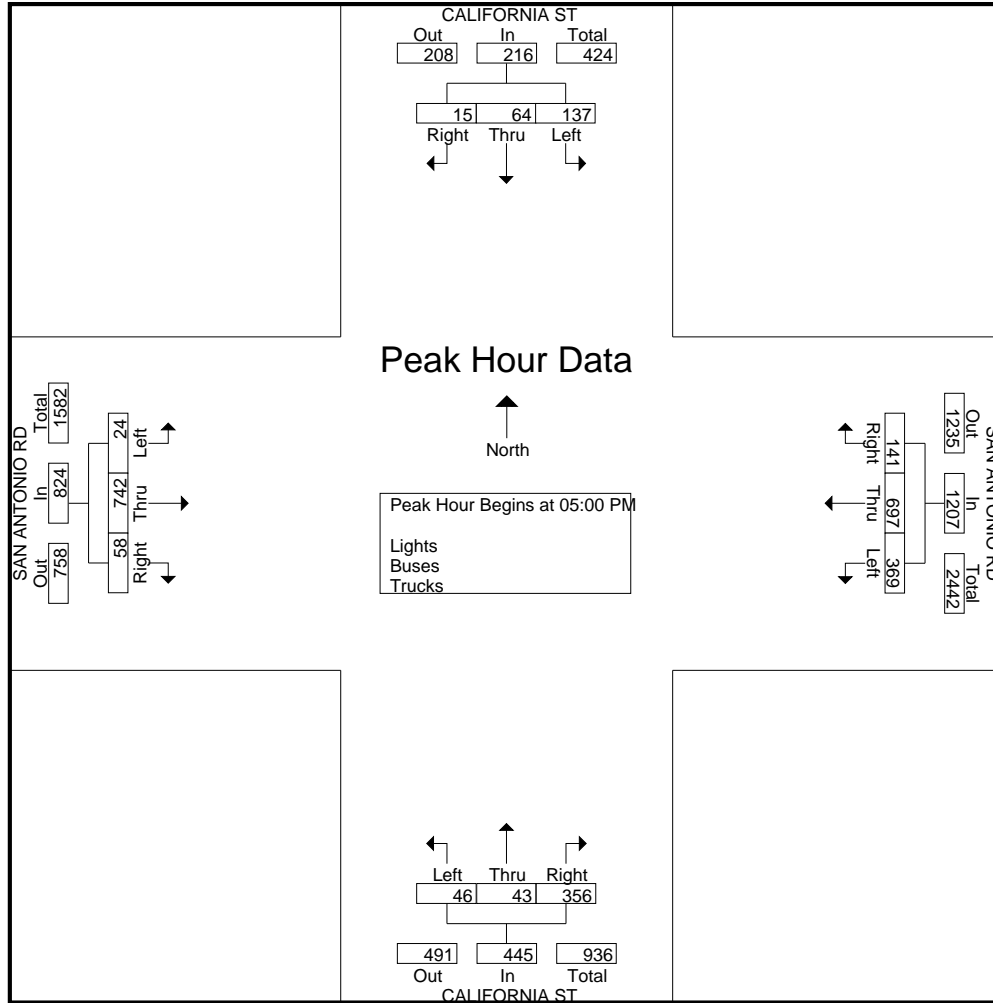 CALIFORNIA ST
Out In Total
208 216 424
15 64 137
Right Thru Left
Peak Hour Data
North
Peak Hour Begins at 05:00 PM
Lights
Buses
Trucks
SAN ANTONIO RD
Total In Out
1582 824 758
24 742 58
Left Thru Right
Right Thru Left
141 697 369
Out In Total
1235 1207 2442
SAN ANTONIO RD
Left Thru Right
46 43 356
491 445 936
Out In Total
CALIFORNIA ST